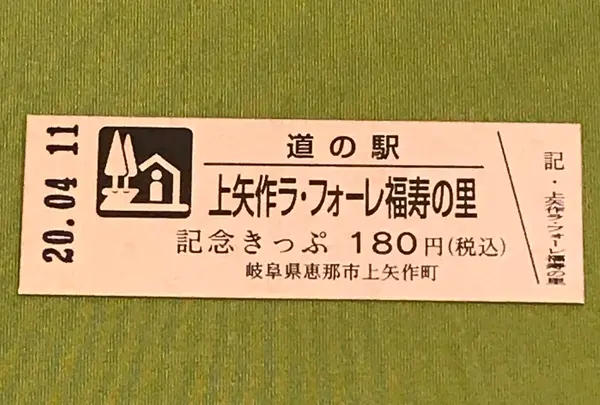 20.04 11
道の駅
上矢作ラ・フォーレ福寿の里
記念きっぷ 180円(税込)
岐阜県恵那市上矢作町
記・上矢作ラ・フォーレ福寿の里